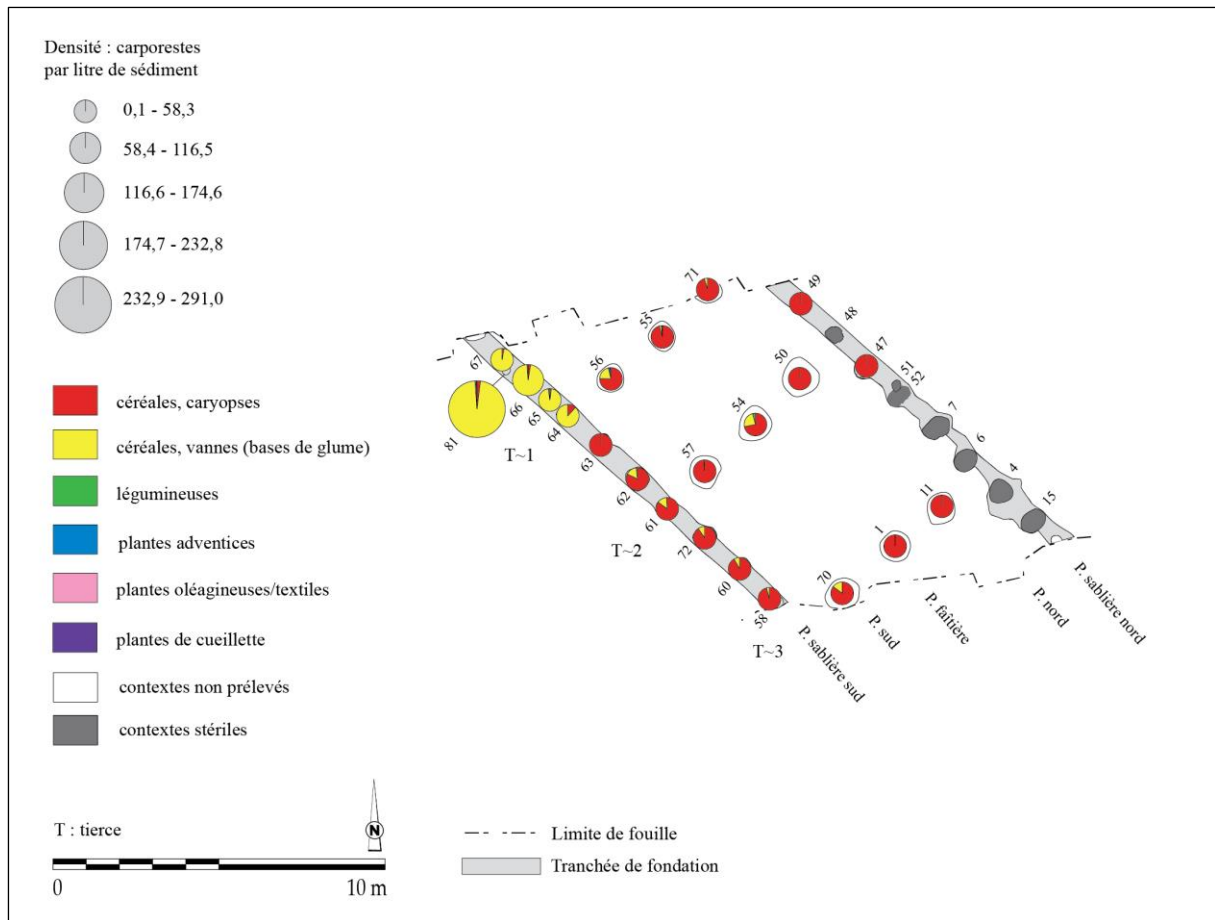 Densité : carporestes
par litre de sédiment
0,1 - 58,3
58,4 - 116,5
116,6 - 174,6
174,7 - 232,8
232,9 - 291,0
céréales, caryopses
céréales, vannes (bases de glume)
légumineuses
plantes adventices
plantes oléagineuses/textiles
plantes de cueillette
contextes non prélevés
contextes stériles
T : tierce
0 10 m
N
Limite de fouille
Tranchée de fondation
71
49
55
48
67
56
50
47
51
52
81
66
65
64
54
7
T~1
63
57
6
62
4
61
11
15
T~2
72
1
60
70
58
T~3
P. sablière sud
P. sud
P. faîtière
P. nord
P. sablière nord